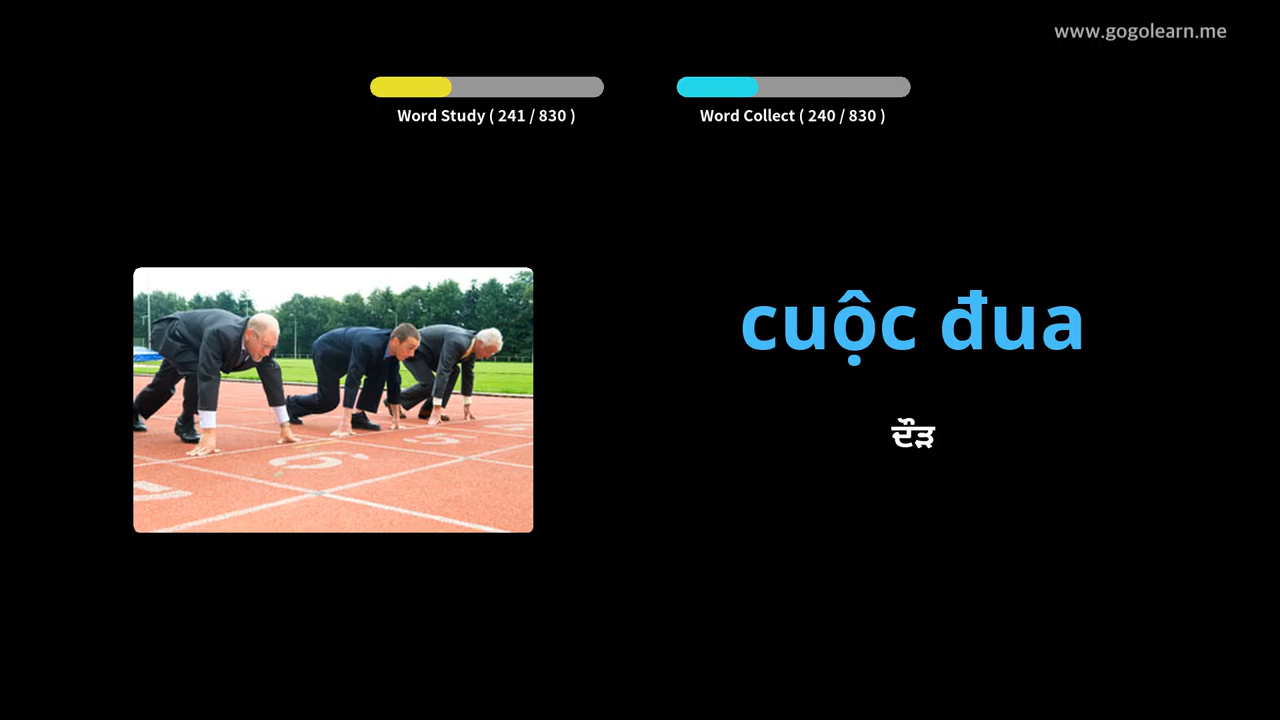 www.gogolearn.me
Word Study ( 241 / 830 )
Word Collect ( 240 / 830 )
cuộc đua
ਦੌੜ